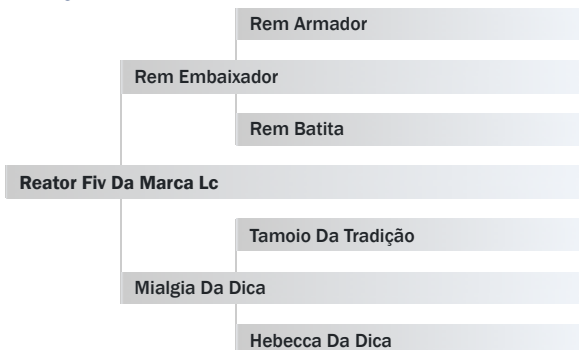 Rem Armador
Rem Embaixador
Rem Batita
Reator Fiv Da Marca Lc
Tamoio Da Tradição
Mialgia Da Dica
Hebecca Da Dica